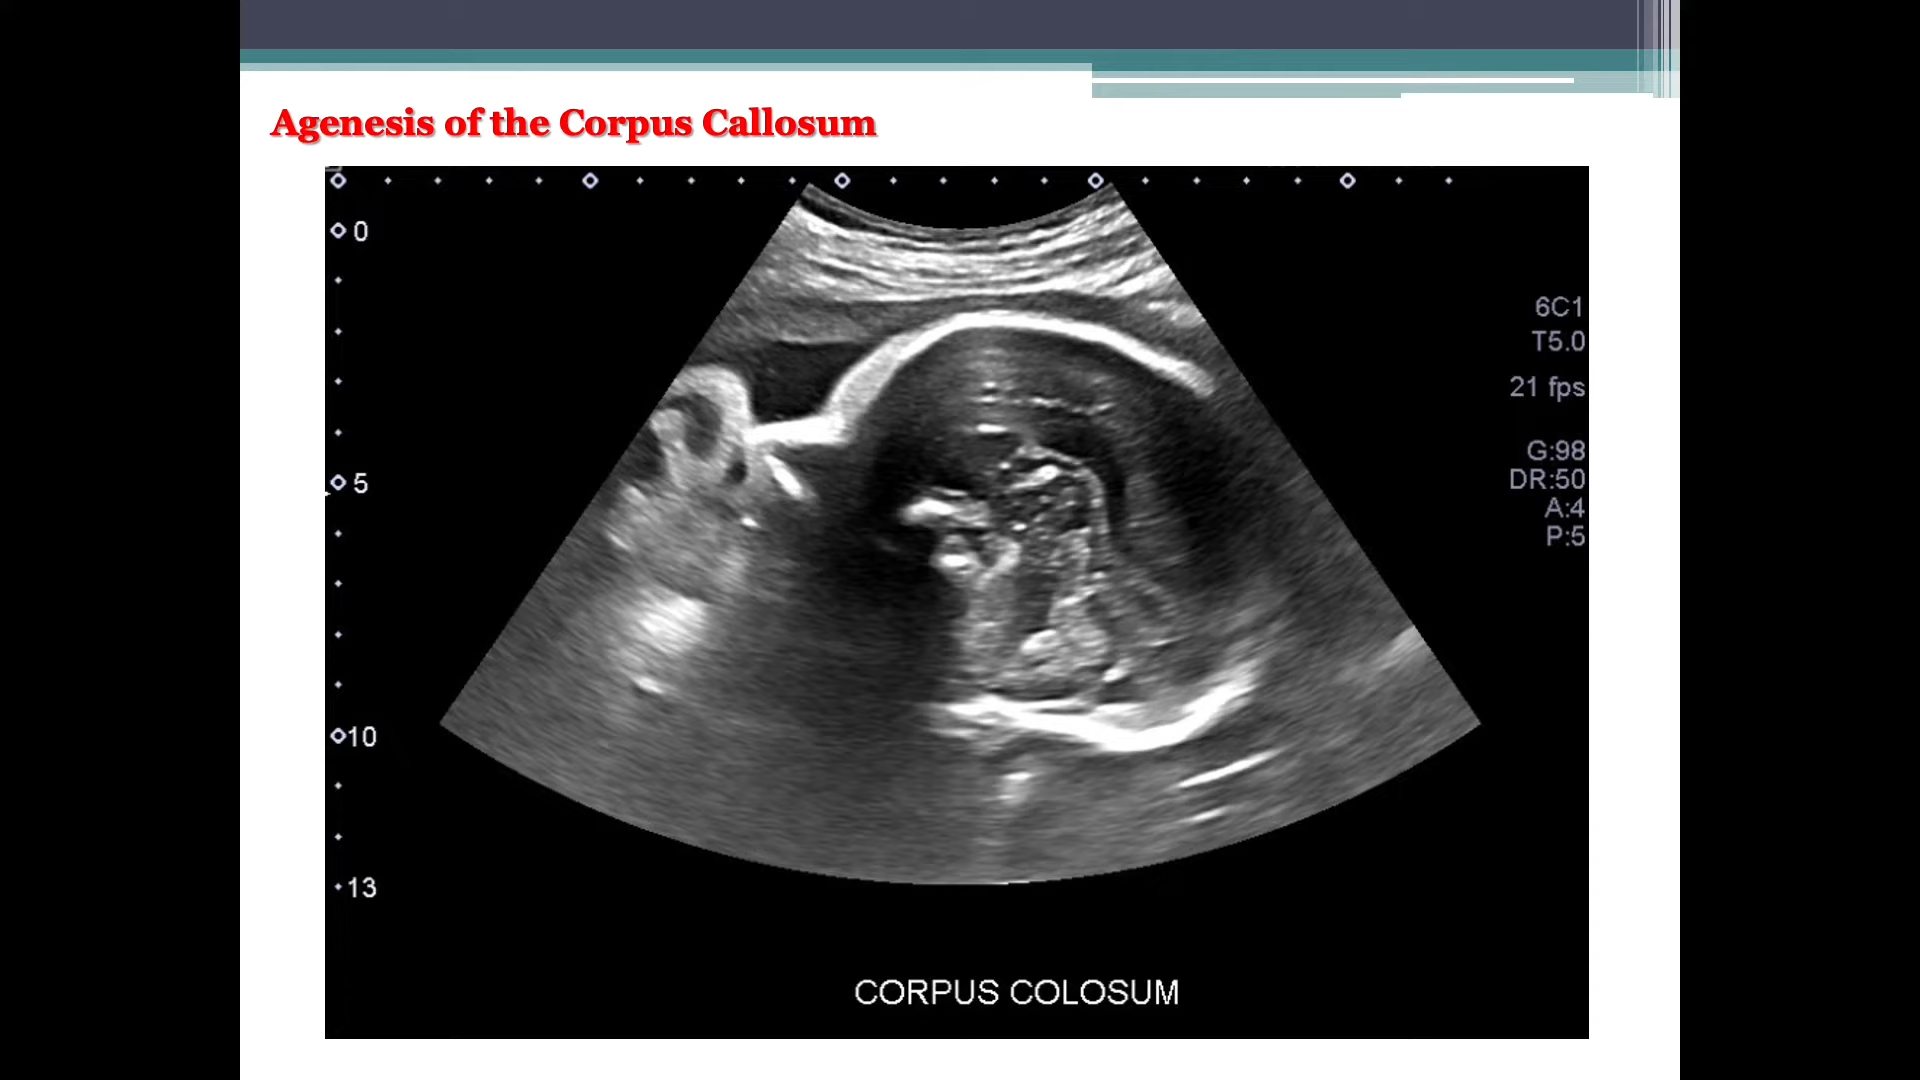 Agenesis of the Corpus Callosum
0
5
10
13
6C1
T5.0
21 fps
G:98
DR:50
A:4
P:5
CORPUS COLOSUM